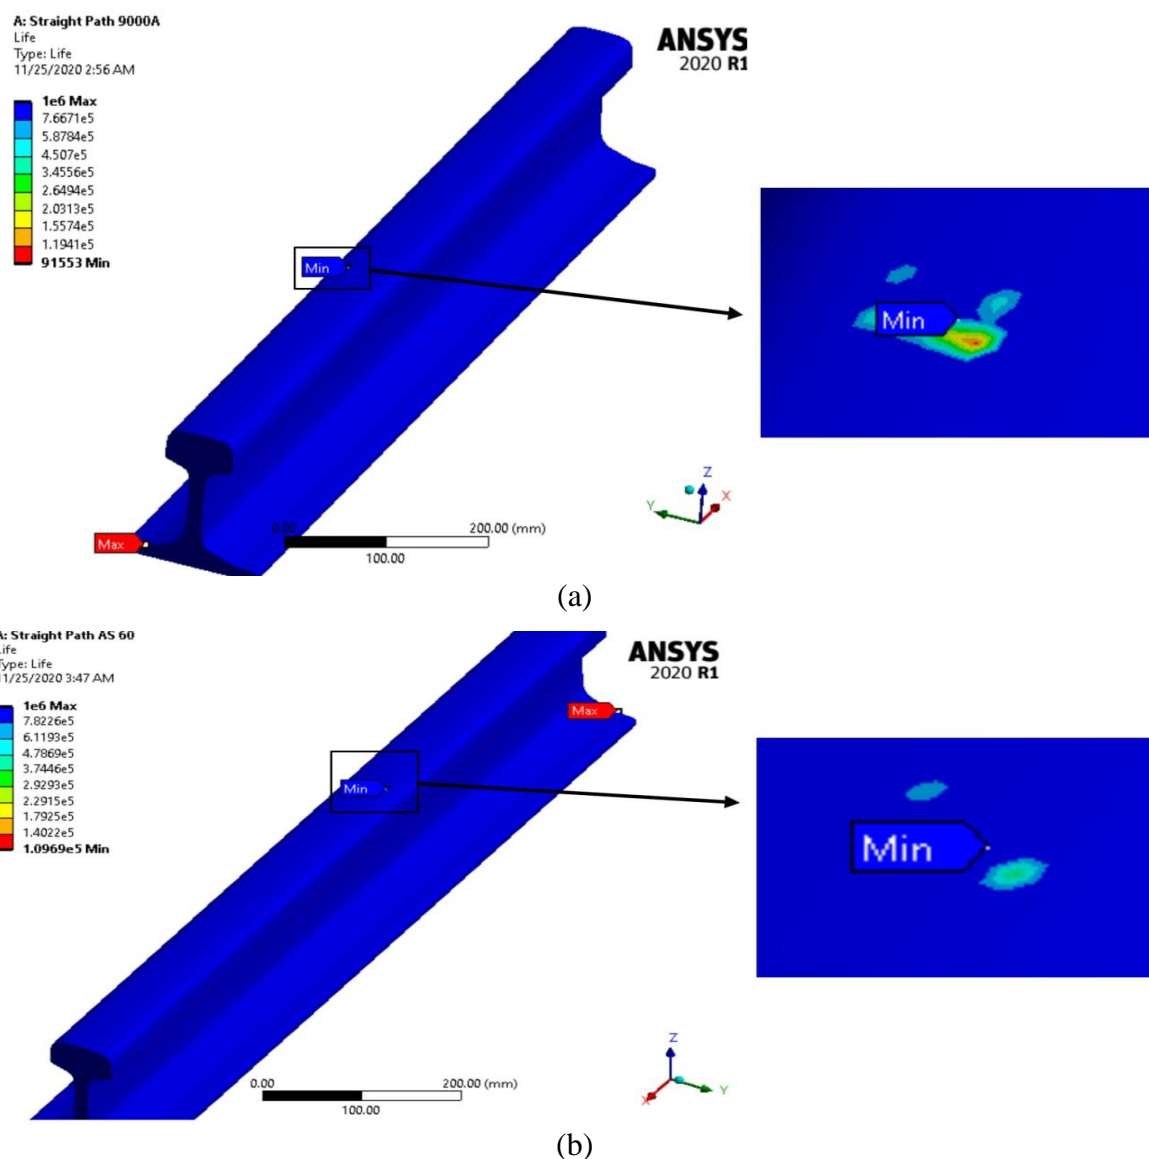 A: Straight Path 9000A
Life
Type: Life
11/25/2020 2:56 AM
1e6 Max
7.6671e5
5.8784e5
4.507e5
3.4556e5
2.6494e5
2.0313e5
1.5574e5
1.1941e5
91553 Min
ANSYS
2020 R1
Min
Min
Max
0.00
200.00 (mm)
100.00
Z
X
Y
(a)
A: Straight Path AS 60
Life
Type: Life
11/25/2020 3:47 AM
1e6 Max
7.8226e5
6.1193e5
4.7869e5
3.7446e5
2.9293e5
2.2915e5
1.7925e5
1.4022e5
1.0969e5 Min
ANSYS
2020 R1
Max
Min
Min
0.00
200.00 (mm)
100.00
Z
Y
X
(b)